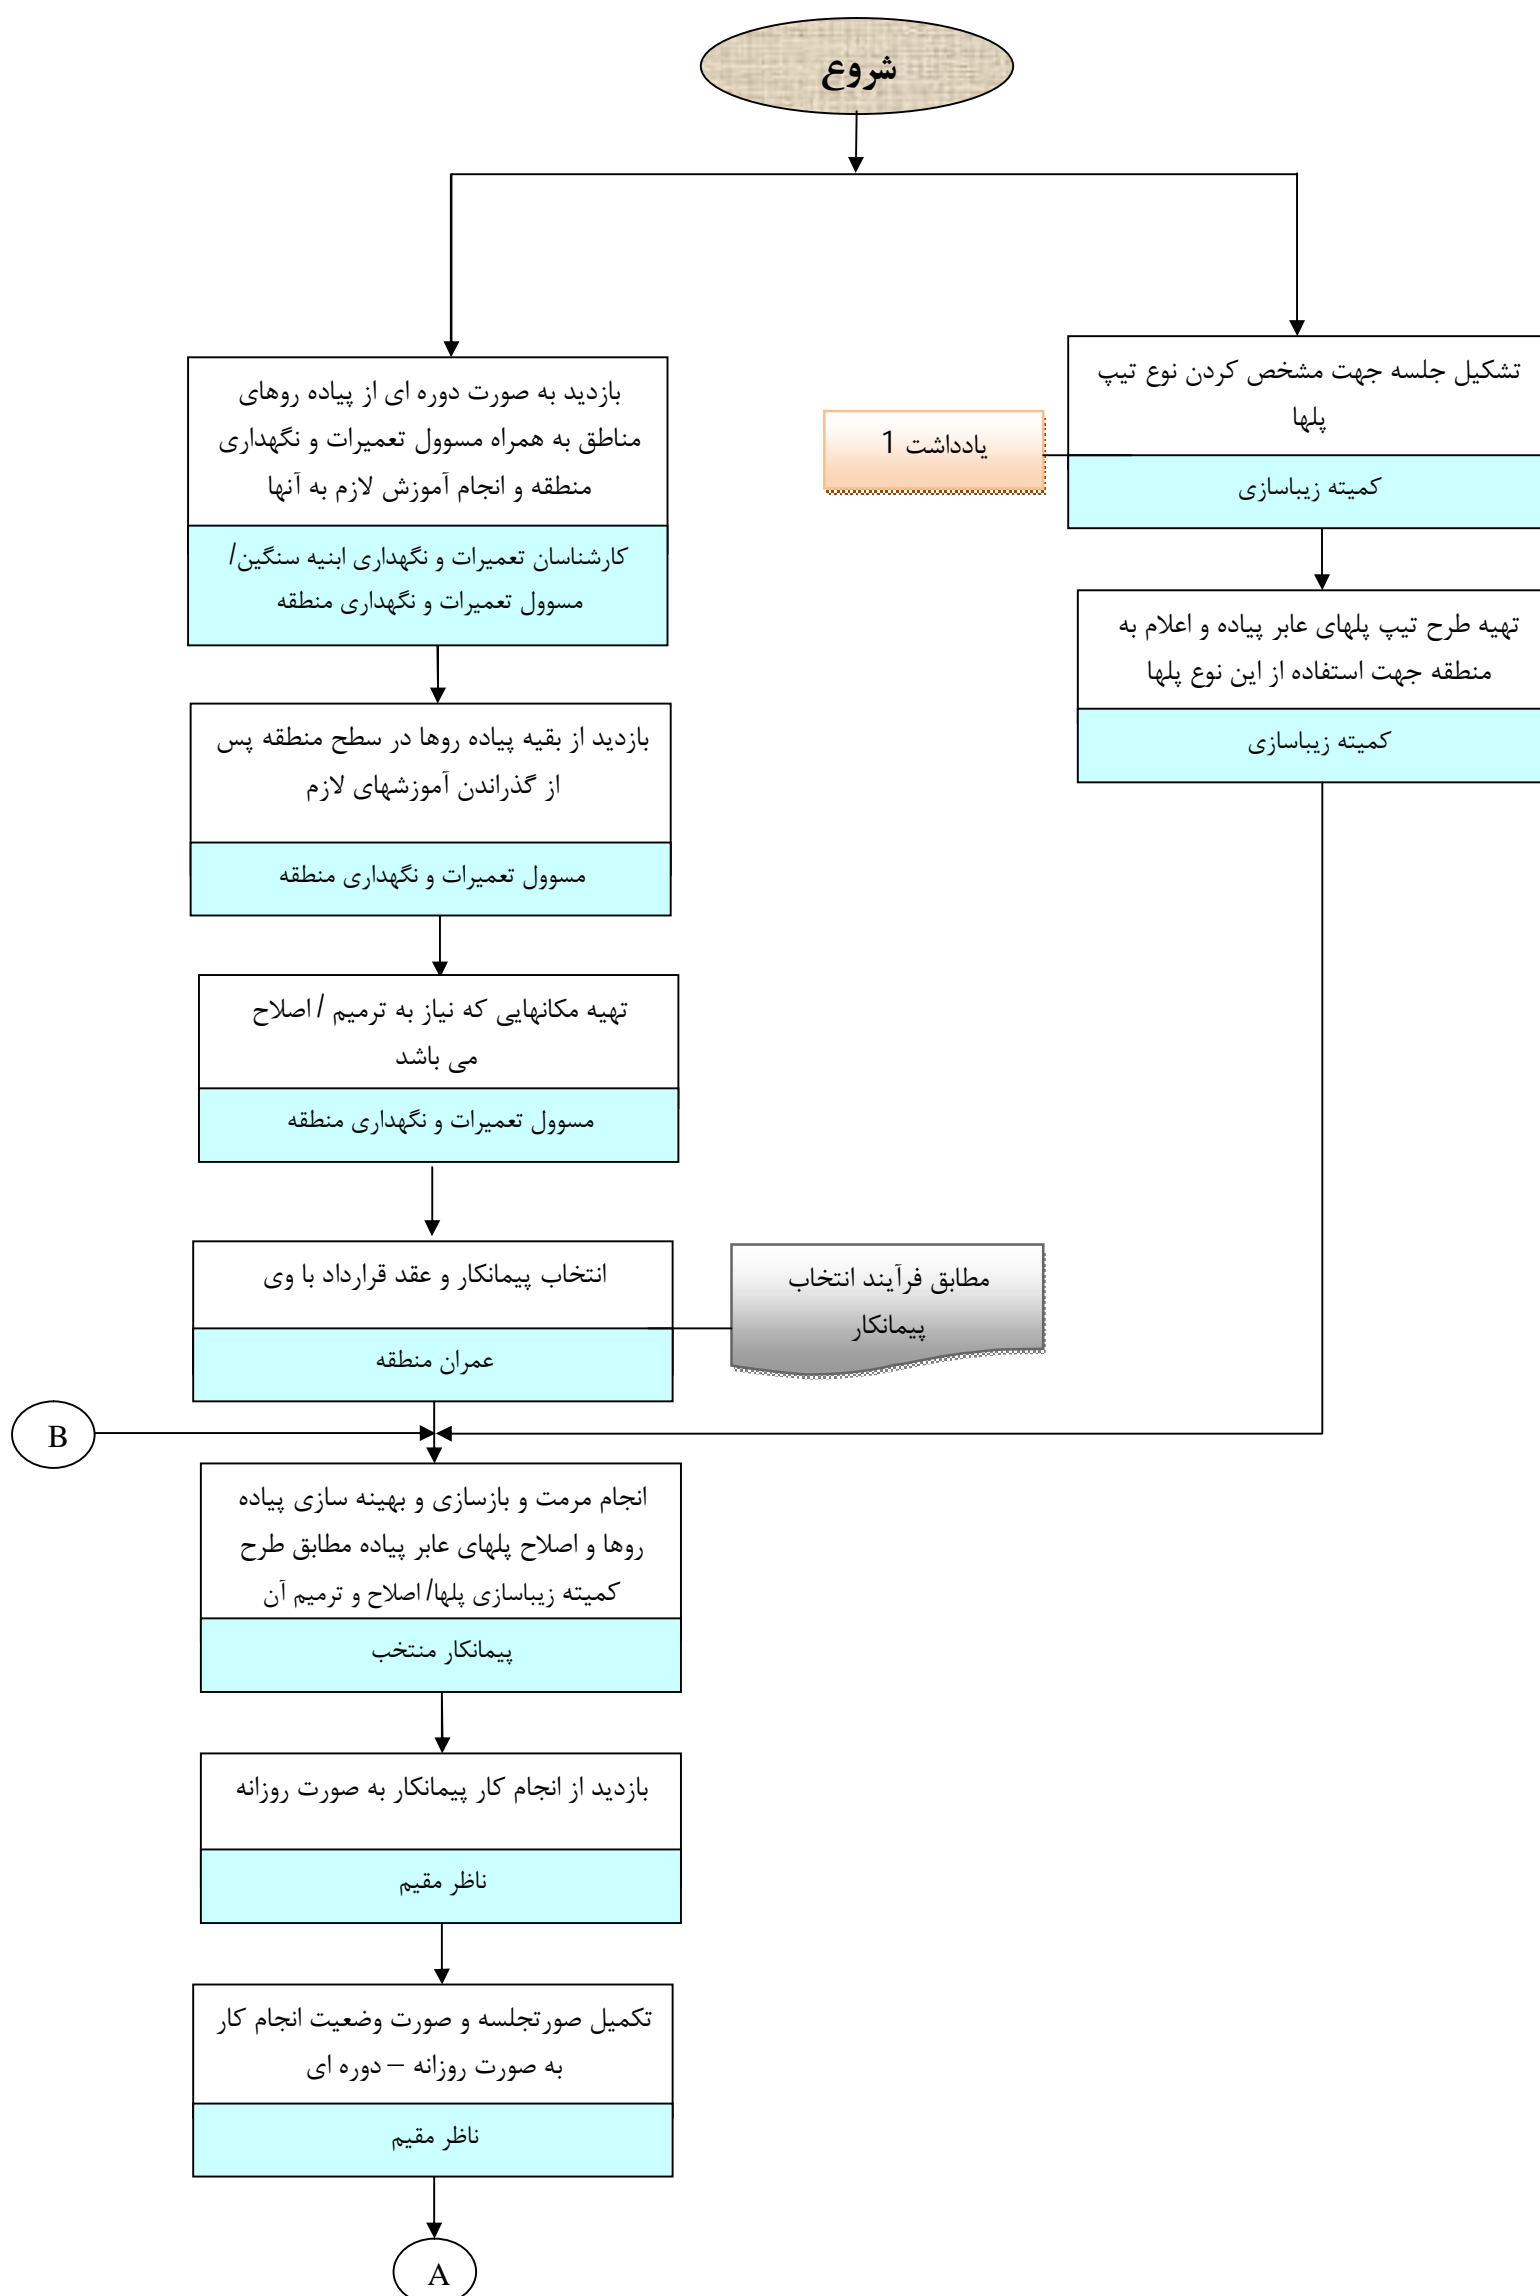 شروع
تشکیل جلسه جهت مشخص کردن نوع تیپ
پلها
کمیته زیباسازی
یادداشت 1
تهیه طرح تیپ پلهای عابر پیاده و اعلام به
منطقه جهت استفاده از این نوع پلها
کمیته زیباسازی
بازدید به صورت دوره ای از پیاده روهای
مناطق به همراه مسوول تعمیرات و نگهداری
منطقه و انجام آموزش لازم به آنها
کارشناسان تعمیرات و نگهداری ابنیه سنگین/
مسوول تعمیرات و نگهداری منطقه
بازدید از بقیه پیاده روها در سطح منطقه پس
از گذراندن آموزشهای لازم
مسوول تعمیرات و نگهداری منطقه
تهیه مکانهایی که نیاز به ترمیم / اصلاح
می باشد
مسوول تعمیرات و نگهداری منطقه
انتخاب پیمانکار و عقد قرارداد با وی
عمران منطقه
مطابق فرآیند انتخاب
پیمانکار
B
انجام مرمت و بازسازی و بهینه سازی پیاده
روها و اصلاح پلهای عابر پیاده مطابق طرح
کمیته زیباسازی پلها/ اصلاح و ترمیم آن
پیمانکار منتخب
بازدید از انجام کار پیمانکار به صورت روزانه
ناظر مقیم
تکمیل صورتجلسه و صورت وضعیت انجام کار
به صورت روزانه – دوره ای
ناظر مقیم
A